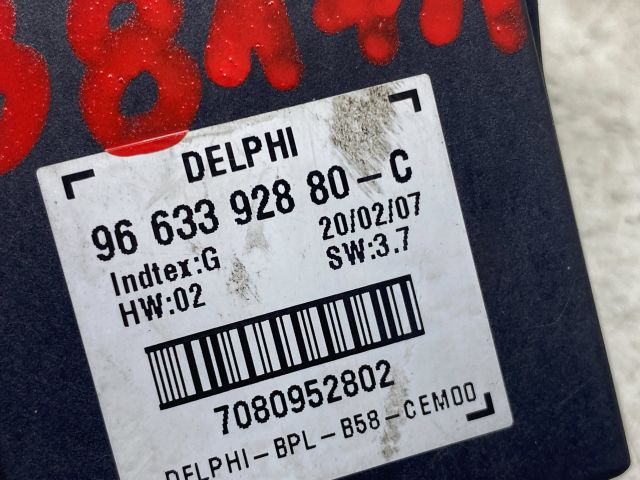 DELPHI
96 633 928 80-C
Indtex:G 20/02/07
HW:02 SW:3.7
7080952802
DELPHI-BPL-B58-CEM00